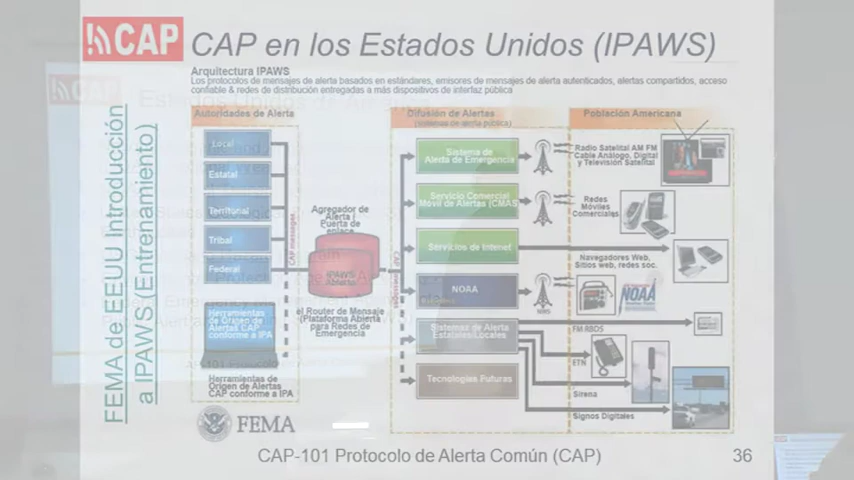 CAP
CAP en los Estados Unidos (IPAWS)
Arquitectura IPAWS
Los protocolos de mensajes de alerta basados en estándares, emisores de mensajes de alerta autenticados, alertas compartidos, acceso
confiable & redes de distribución entregadas a más dispositivos de interfaz pública
FEMA de EEUU Introducción
a IPAWS (Entrenamiento)
Autoridades de Alerta
Local
Estatal
Territorial
Tribal
Federal
Herramientas
de Origen de
Alertas CAP
conforme a IPA
Herramientas de
Origen de Alertas
CAP conforme a IPA
CAP messages
Agregador de
Alerta (
Puerta de
enlace
IPAWS
Abierta
el Router de Mensaje
(Plataforma Abierta
para Redes de
Emergencia
Difusión de Alertas
(sistemas de alerta pública)
Sistema de
Alerta de Emergencia
Servicio Comercial
Móvil de Alertas (CMAS
Servicios de Internet
NOAA
Sistemas de Alerta
Estatales/Locales
Tecnologías Futuras
Población Americana
Radio Satelital AM FM
Cable Análogo, Digital
y Televisión Satelital
Redes
Móviles
Comerciales
Navegadores Web,
Sitios web, redes soc.
NOAA
FM RBDS
ETN
Sirena
Signos Digitales
FEMA
CAP-101 Protocolo de Alerta Común (CAP)
36